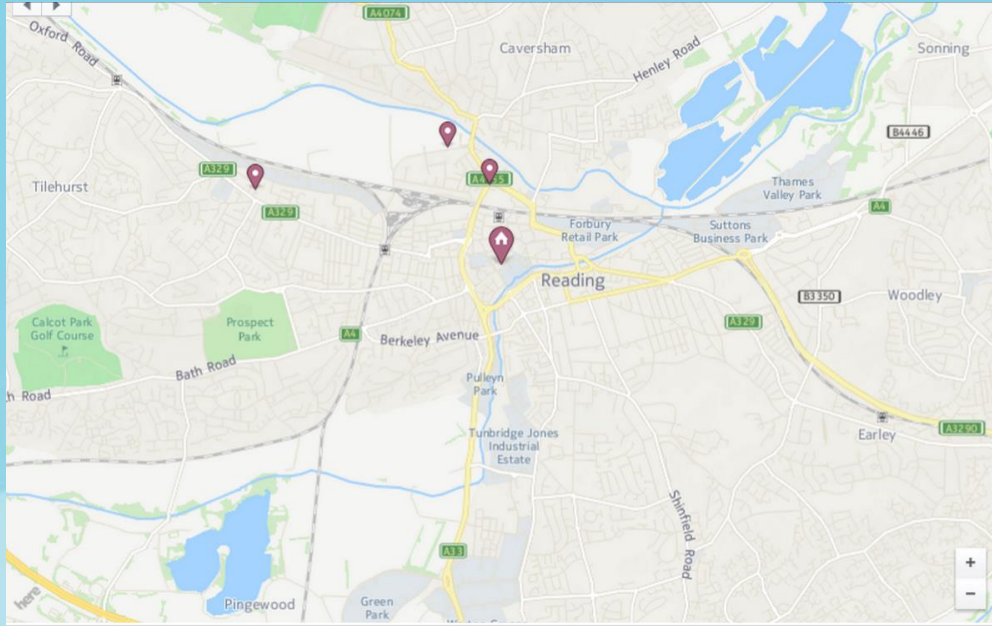 A4074
Oxford Road
Caversham
Henley Road
Sonning
B4446
A329
Tilehurst
Thames
Valley Park
A329
A4
Forbury
Retail Park
Suttons
Business Park
Reading
B3350
Woodley
Calcot Park
Golf Course
Prospect
Park
A4
A329
Berkeley Avenue
Bath Road
Pulleyn
Park
th Road
Tunbridge Jones
Industrial
Estate
A3290
Earley
Shinfield Road
A33
+
−
here
Pingewood
Green
Park